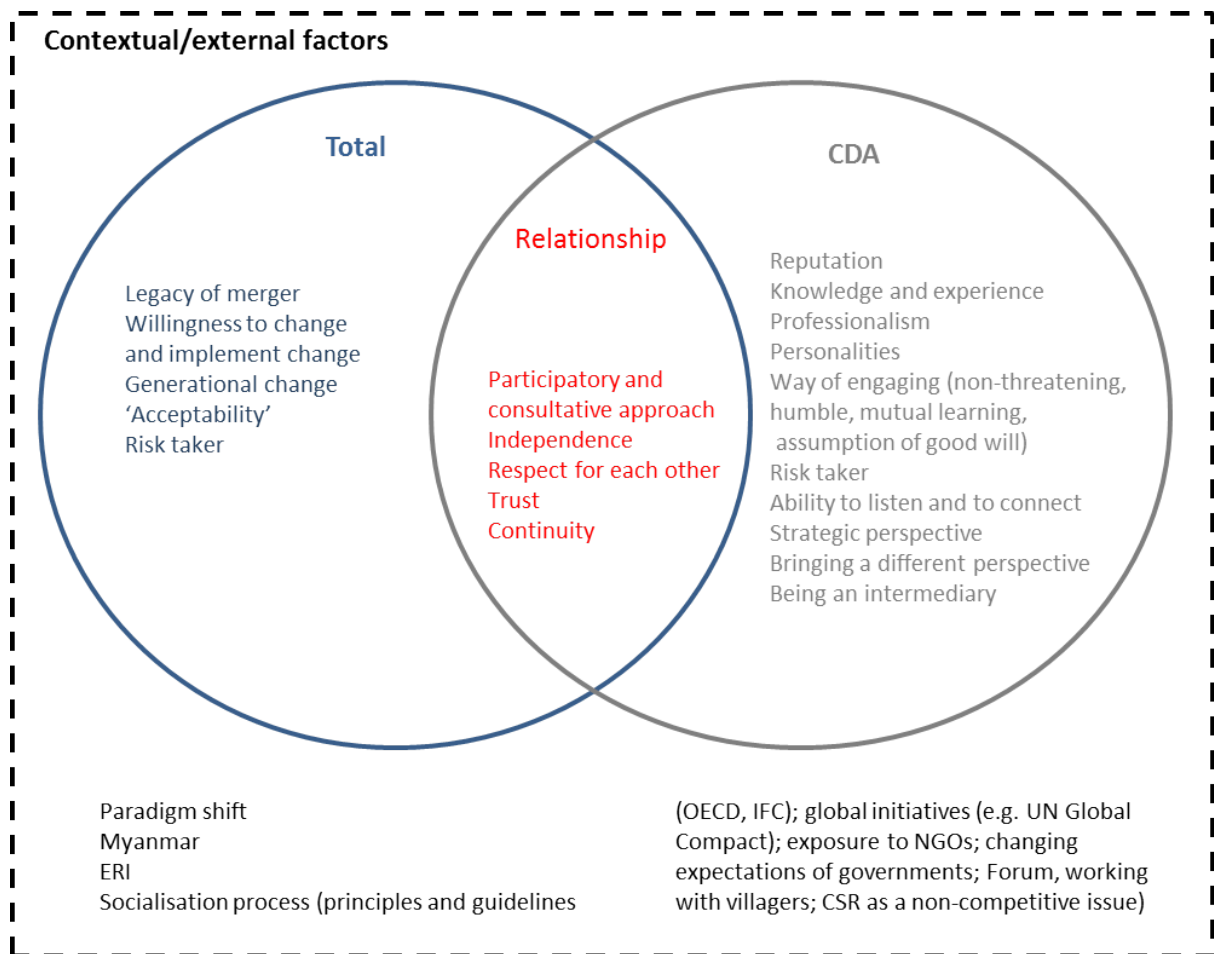 Contextual/external factors
Total
CDA
Relationship
Legacy of merger
Willingness to change
and implement change
Generational change
‘Acceptability’
Risk taker
Participatory and
consultative approach
Independence
Respect for each other
Trust
Continuity
Reputation
Knowledge and experience
Professionalism
Personalities
Way of engaging (non-threatening,
humble, mutual learning,
assumption of good will)
Risk taker
Ability to listen and to connect
Strategic perspective
Bringing a different perspective
Being an intermediary
Paradigm shift
Myanmar
ERI
Socialisation process (principles and guidelines
(OECD, IFC); global initiatives (e.g. UN Global
Compact); exposure to NGOs; changing
expectations of governments; Forum, working
with villagers; CSR as a non-competitive issue)